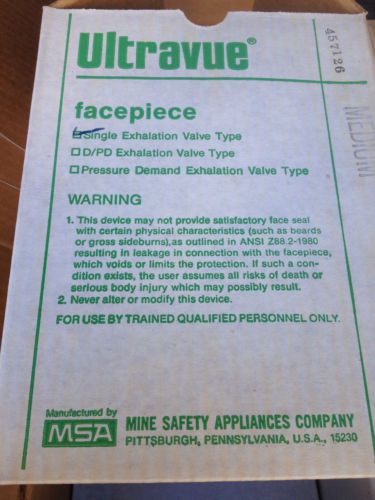 Ultravue®
457126
MEDIUM
facepiece
Single Exhalation Valve Type
D/PD Exhalation Valve Type
Pressure Demand Exhalation Valve Type
WARNING
1. This device may not provide satisfactory face seal
with certain physical characteristics (such as beards
or gross sideburns),as outlined in ANSI Z88.2-1980
resulting in leakage in connection with the facepiece,
which voids or limits the protection. If such a con-
dition exists, the user assumes all risks of death or
serious body injury which may possibly result.
2. Never alter or modify this device.
FOR USE BY TRAINED QUALIFIED PERSONNEL ONLY.
Manufactured by
MSA
MINE SAFETY APPLIANCES COMPANY
PITTSBURGH, PENNSYLVANIA, U.S.A., 15230